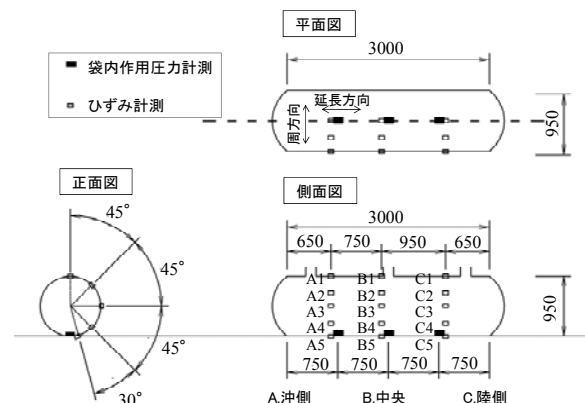 平面図
袋内作用圧力計測
ひずみ計測
3000
延長方向
周方向
950
正面図
45°
45°
45°
30°
側面図
3000
650 750 950 650
A1 B1 C1
A2 B2 C2
A3 B3 C3
A4 B4 C4
A5 B5 C5
950
750 750 750 750
A.沖側 B.中央 C.陸側